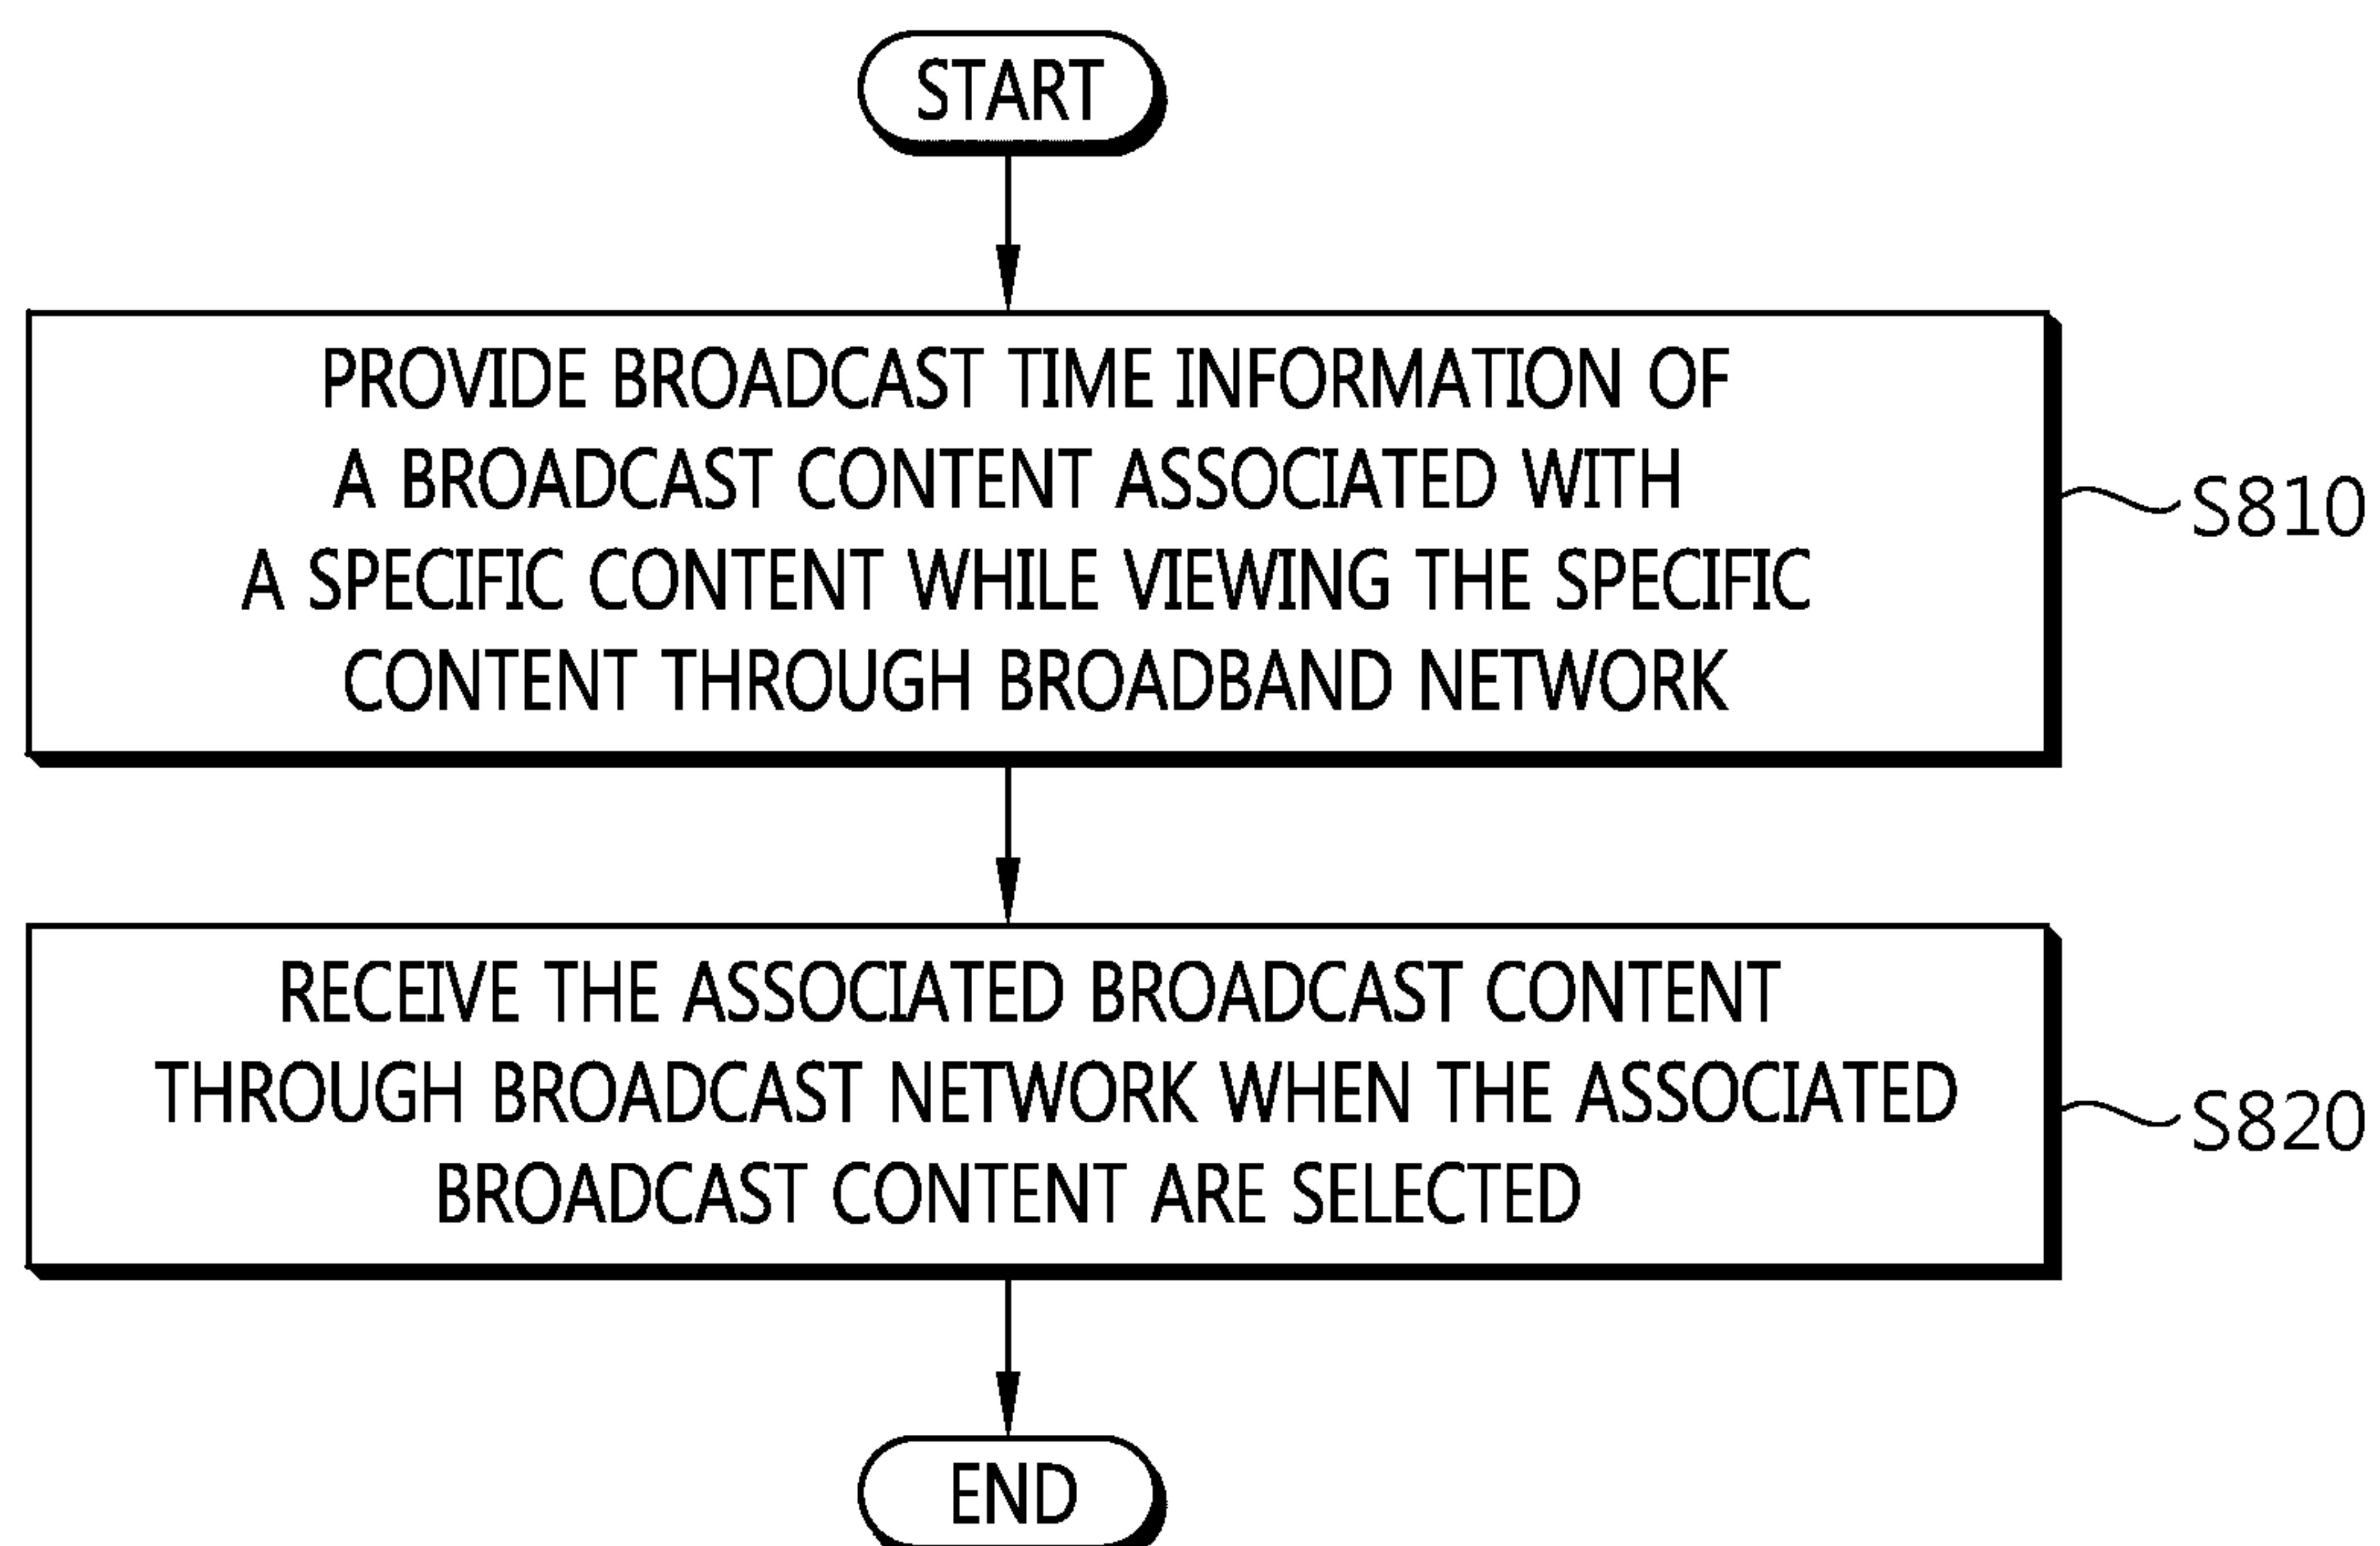 START
PROVIDE BROADCAST TIME INFORMATION OF
A BROADCAST CONTENT ASSOCIATED WITH
A SPECIFIC CONTENT WHILE VIEWING THE SPECIFIC
CONTENT THROUGH BROADBAND NETWORK
S810
RECEIVE THE ASSOCIATED BROADCAST CONTENT
THROUGH BROADCAST NETWORK WHEN THE ASSOCIATED
BROADCAST CONTENT ARE SELECTED
S820
END